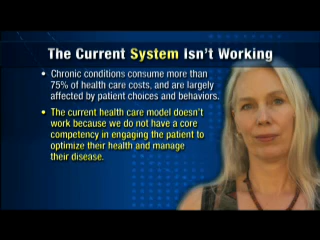 The Current System Isn't Working
• Chronic conditions consume more than
75% of health care costs, and are largely
affected by patient choices and behaviors.
• The current health care model doesn't
work because we do not have a core
competency in engaging the patient to
optimize their health and manage
their disease.